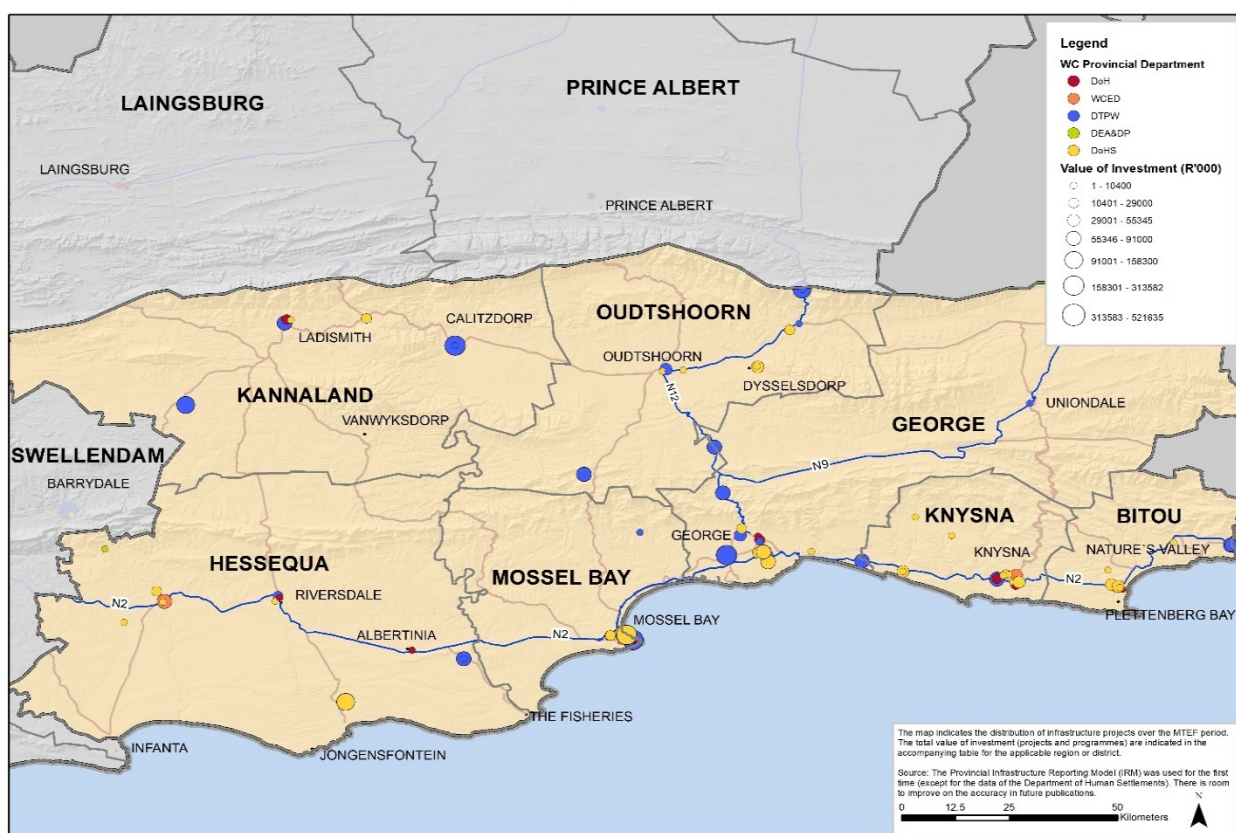 LAINGSBURG
PRINCE ALBERT
LAINGSBURG
PRINCE ALBERT
Legend
WC Provincial Department
DoH
WCED
DTPW
DEA&DP
DoHS
Value of Investment (R'000)
1 - 10400
10401 - 29000
29001 - 55345
55346 - 91000
91001 - 158300
158301 - 313582
313583 - 521635
OUDTSHOORN
CALITZDORP
LADISMITH
OUDTSHOORN
DYSSELSDORP
KANNALAND
N12
UNIONDALE
VANWYKSDORP
GEORGE
SWELLENDAM
BARRYDALE
N9
KNYSNA
BITOU
GEORGE
NATURE`S VALLEY
KNYSNA
HESSEQUA
MOSSEL BAY
N2
RIVERSDALE
N2
PLETTENBERG BAY
MOSSEL BAY
ALBERTINIA
N2
THE FISHERIES
INFANTA
JONGENSFONTEIN
The map indicates the distribution of infrastructure projects over the MTEF period.
The total value of investment (projects and programmes) are indicated in the
accompanying table for the applicable region or district.
Source: The Provincial Infrastructure Reporting Model (IRM) was used for the first
time (except for the data of the Department of Human Settlements). There is room
to improve on the accuracy in future publications.
N
0 12.5 25 50
Kilometers